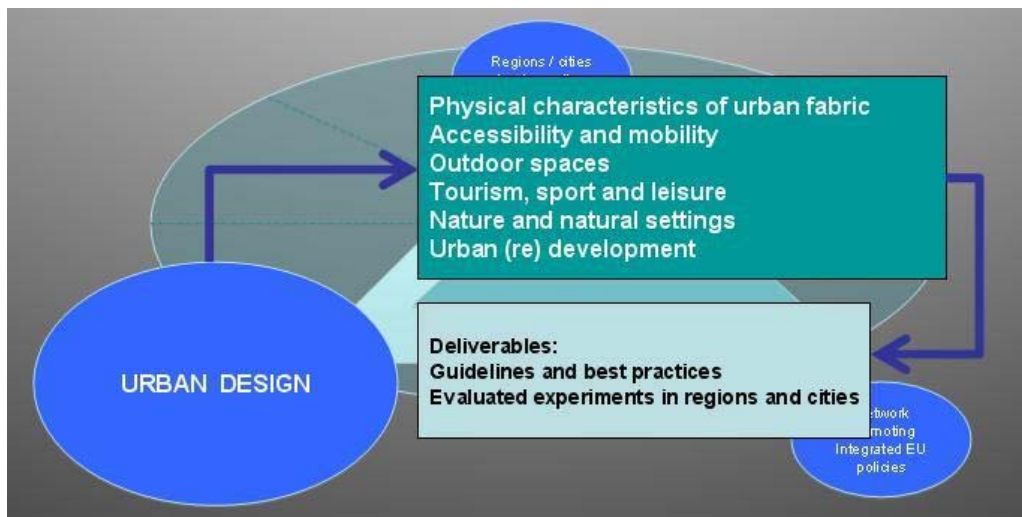 Regions / cities
Physical characteristics of urban fabric
Accessibility and mobility
Outdoor spaces
Tourism, sport and leisure
Nature and natural settings
Urban (re) development
URBAN DESIGN
Deliverables:
Guidelines and best practices
Evaluated experiments in regions and cities
Integrated EU
policies